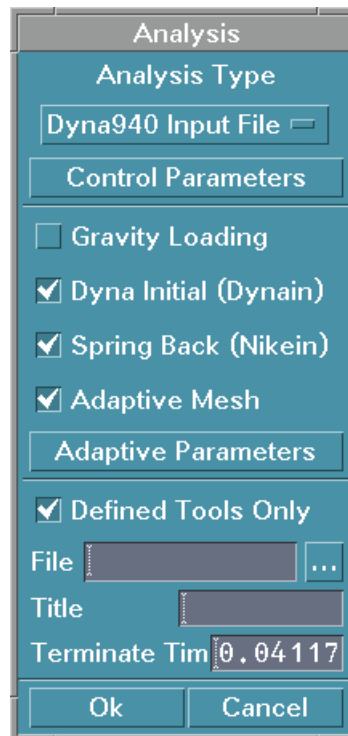 Analysis
Analysis Type
Dyna940 Input File
Control Parameters
Gravity Loading
Dyna Initial (Dynain)
Spring Back (Nikein)
Adaptive Mesh
Adaptive Parameters
Defined Tools Only
File ...
Title
Terminate Tim 0.04117
Ok Cancel